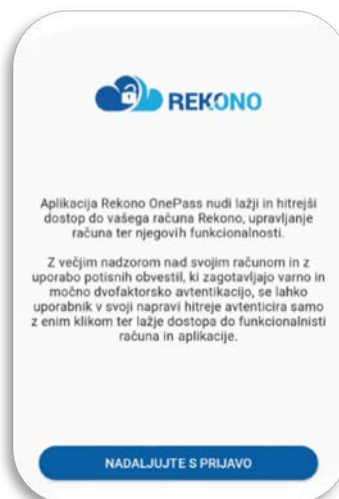 REKONO
Aplikacija Rekono OnePass nudi lažji in hitrejši
dostop do vašega računa Rekono, upravljanje
računa ter njegovih funkcionalnosti.
Z večjim nadzorom nad svojim računom in z
uporabo potisnih obvestil, ki zagotavljajo varno in
močno dvofaktorsko avtentikacijo, se lahko
uporabnik v svoji napravi hitreje avtenticira samo
z enim klikom ter lažje dostopa do funkcionalnisti
računa in aplikacije.
NADALJUJTE S PRIJAVO